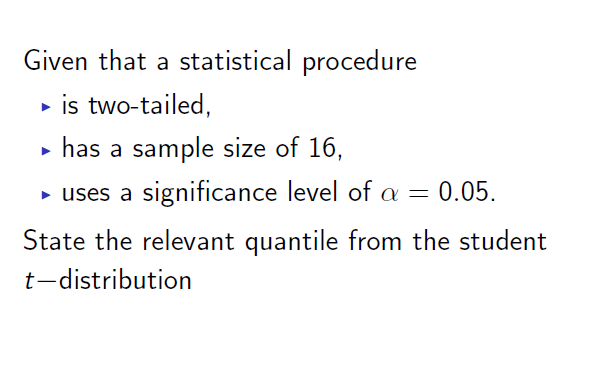 Given that a statistical procedure
▸ is two-tailed,
▸ has a sample size of 16,
▸ uses a significance level of α = 0.05.
State the relevant quantile from the student
t−distribution